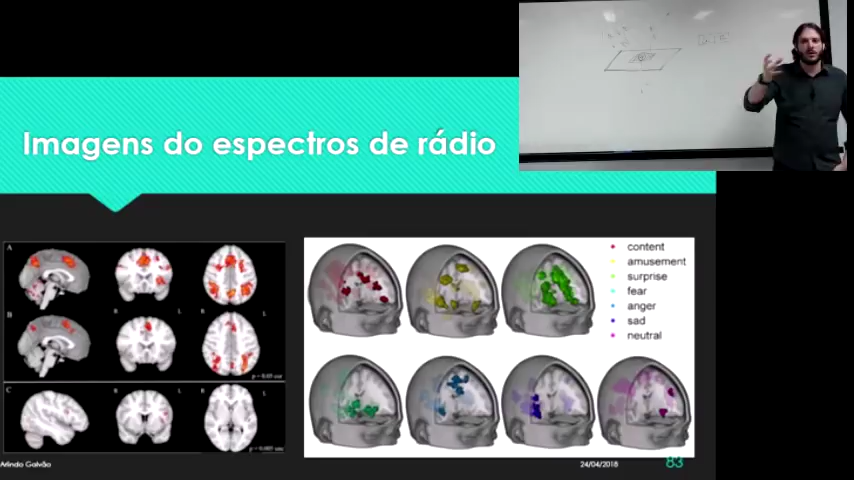 Imagens do espectros de rádio
A
B
C
content
amusement
surprise
fear
anger
sad
neutral
Arlindo Galvão
24/04/2018
83